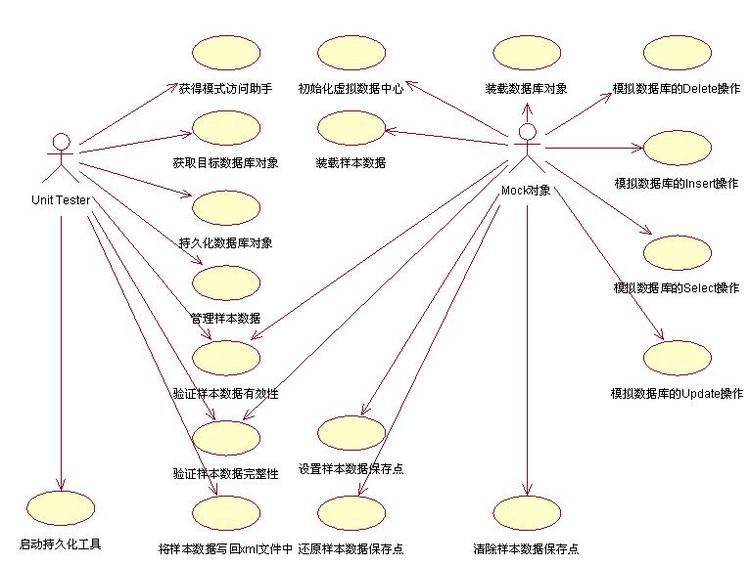 获得模式访问助手
初始化虚拟数据中心
装载数据库对象
模拟数据库的Delete操作
获取目标数据库对象
装载样本数据
模拟数据库的Insert操作
Unit Tester
Mock对象
持久化数据库对象
模拟数据库的Select操作
管理样本数据
验证样本数据有效性
模拟数据库的Update操作
验证样本数据完整性
设置样本数据保存点
启动持久化工具
将样本数据写回xml文件中
还原样本数据保存点
清除样本数据保存点